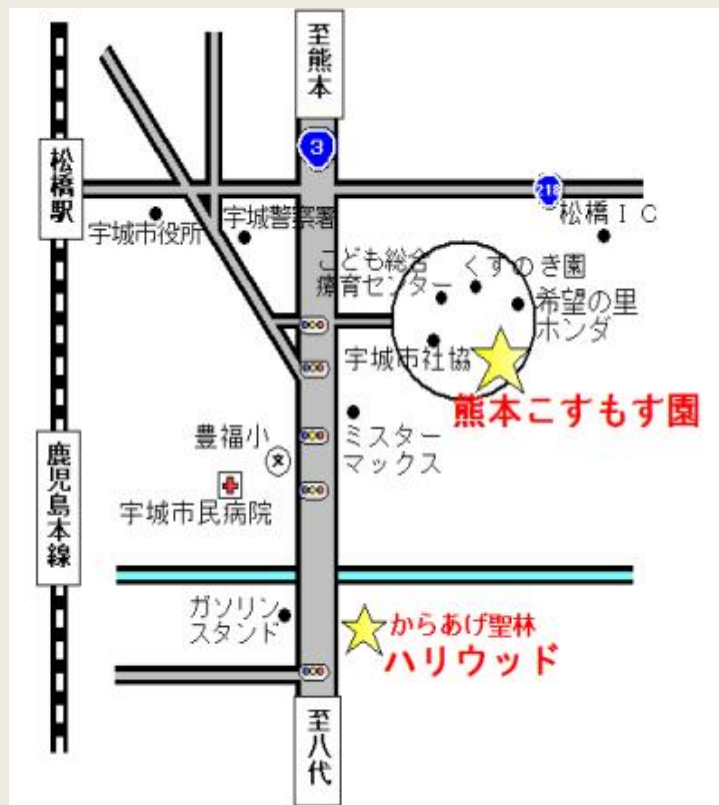 至熊本
3
松橋駅
218
宇城市役所
宇城警察署
松橋IC
こども総合
療育センター
くすのき園
希望の里
ホンダ
宇城市社協
熊本こすもす園
豊福小
文
ミスター
マックス
宇城市民病院
鹿児島本線
ガソリン
スタンド
からあげ聖林
ハリウッド
至八代